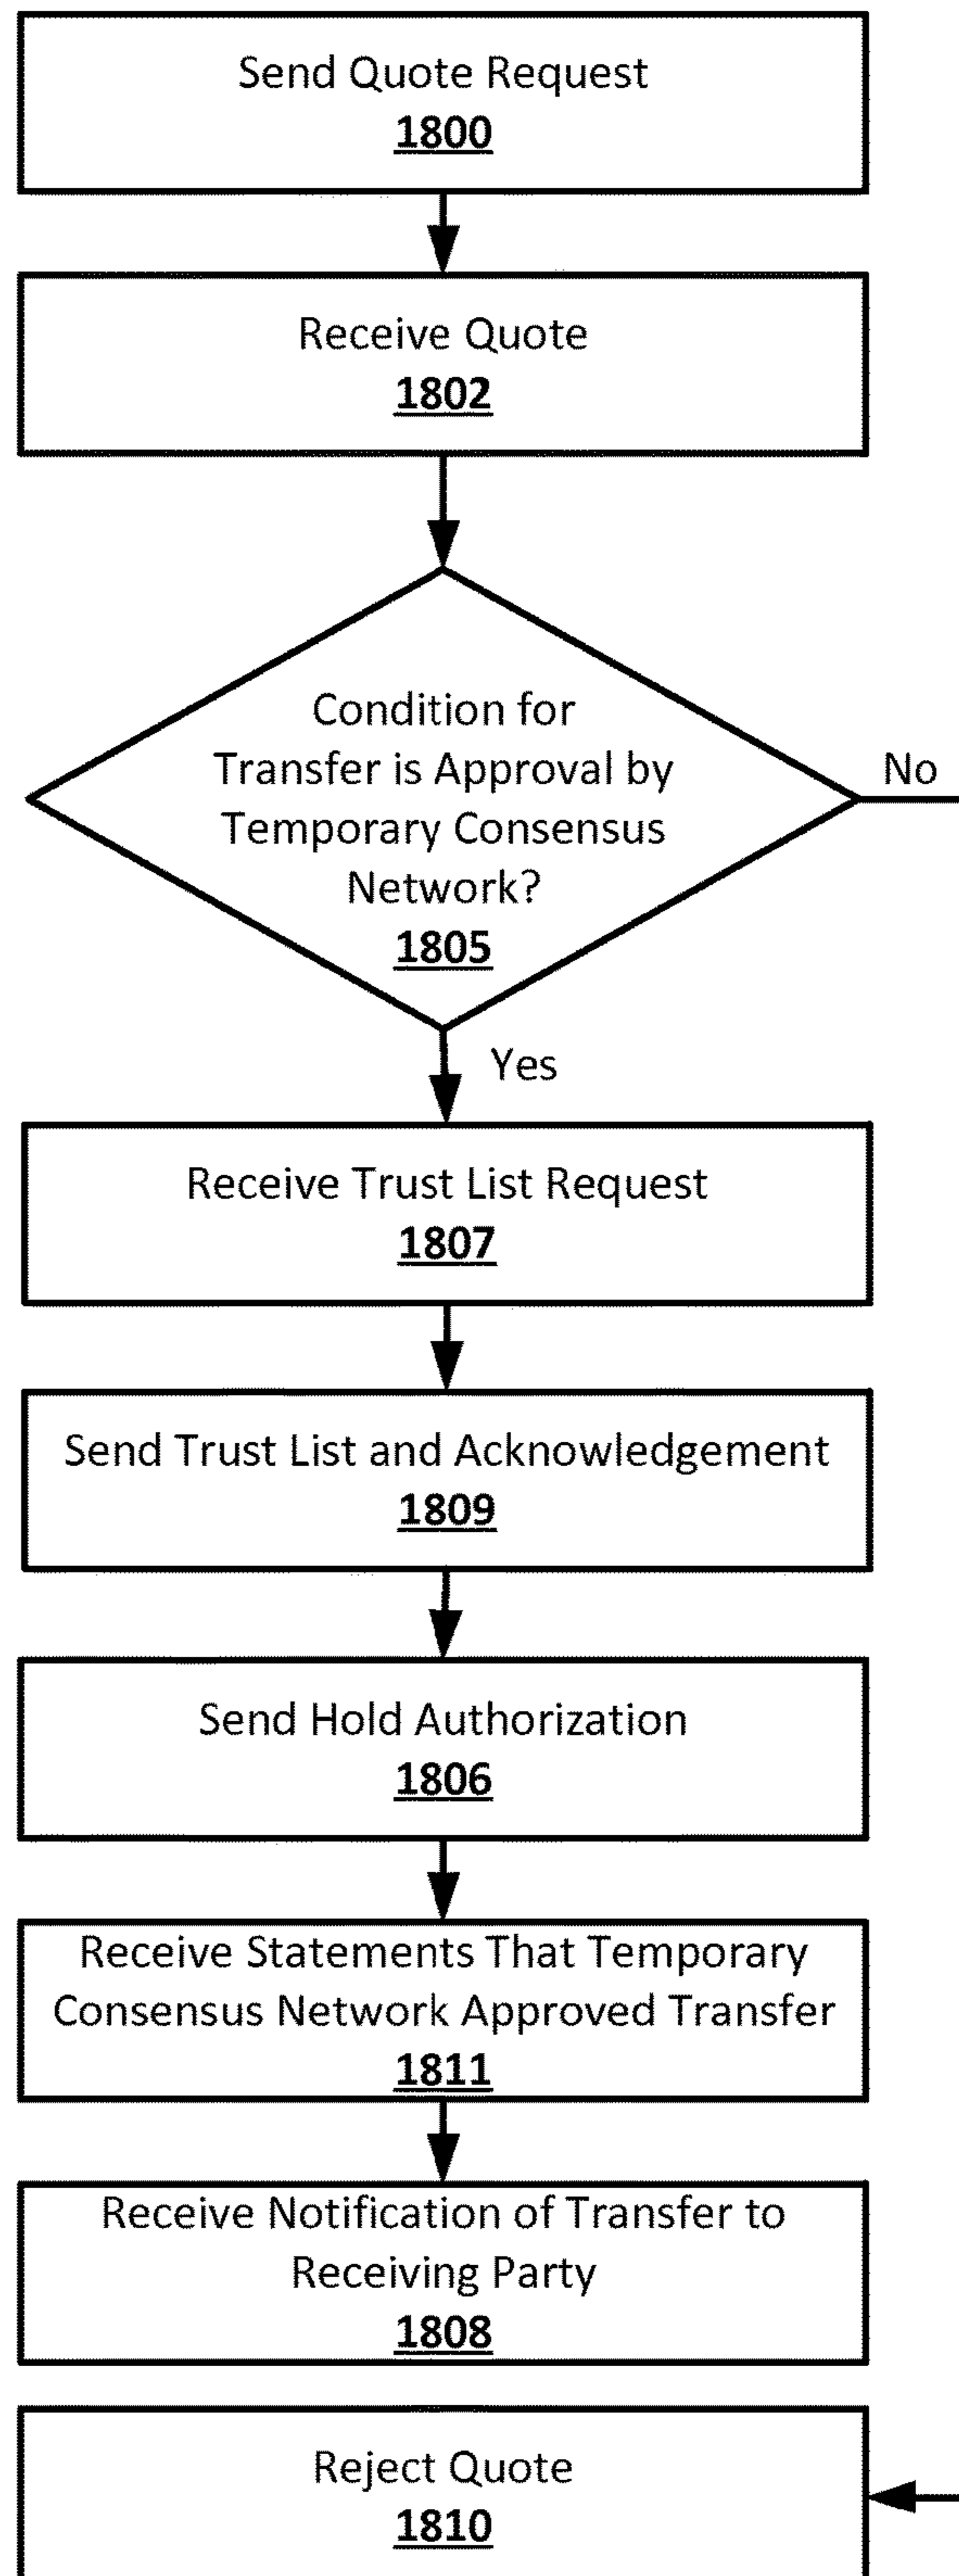 Send Quote Request
1800
Receive Quote
1802
Condition for
Transfer is Approval by
Temporary Consensus
Network?
1805
No
Yes
Receive Trust List Request
1807
Send Trust List and Acknowledgement
1809
Send Hold Authorization
1806
Receive Statements That Temporary
Consensus Network Approved Transfer
1811
Receive Notification of Transfer to
Receiving Party
1808
Reject Quote
1810